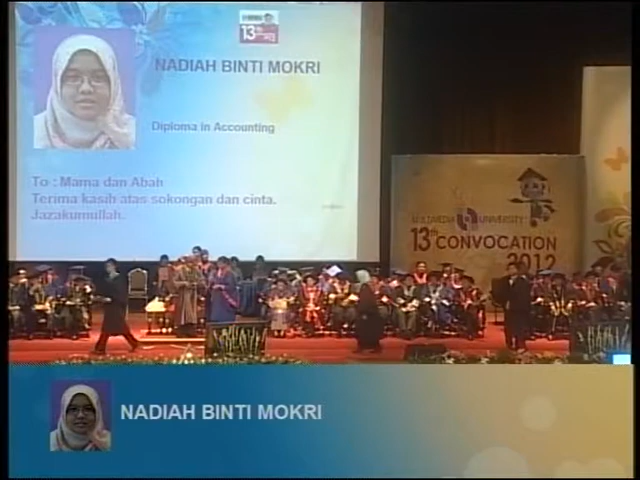 13th
NADIAH BINTI MOKRI
Diploma in Accounting
To : Mama dan Abah
Terima kasih atas sokongan dan cinta.
Jazakumullah.
MULTIMEDIA UNIVERSITY
13th CONVOCATION
2012
NADIAH BINTI MOKRI